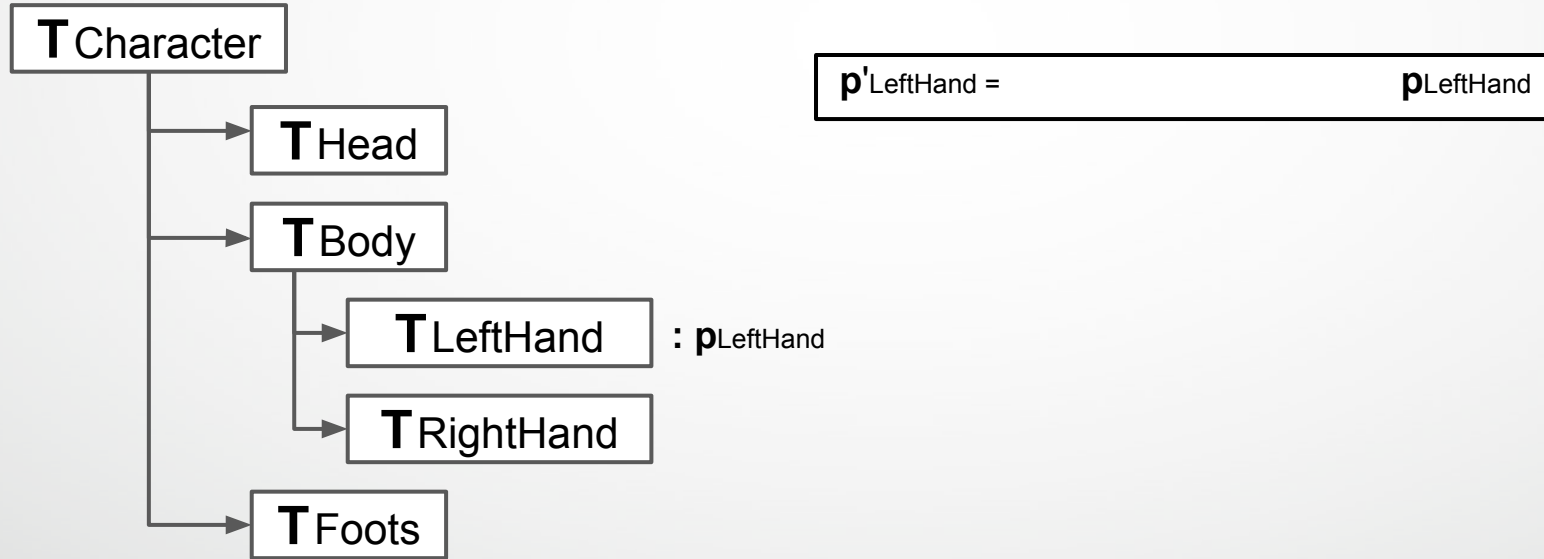 TCharacter
p'LeftHand = pLeftHand
THead
TBody
TLeftHand : pLeftHand
TRightHand
TFoots